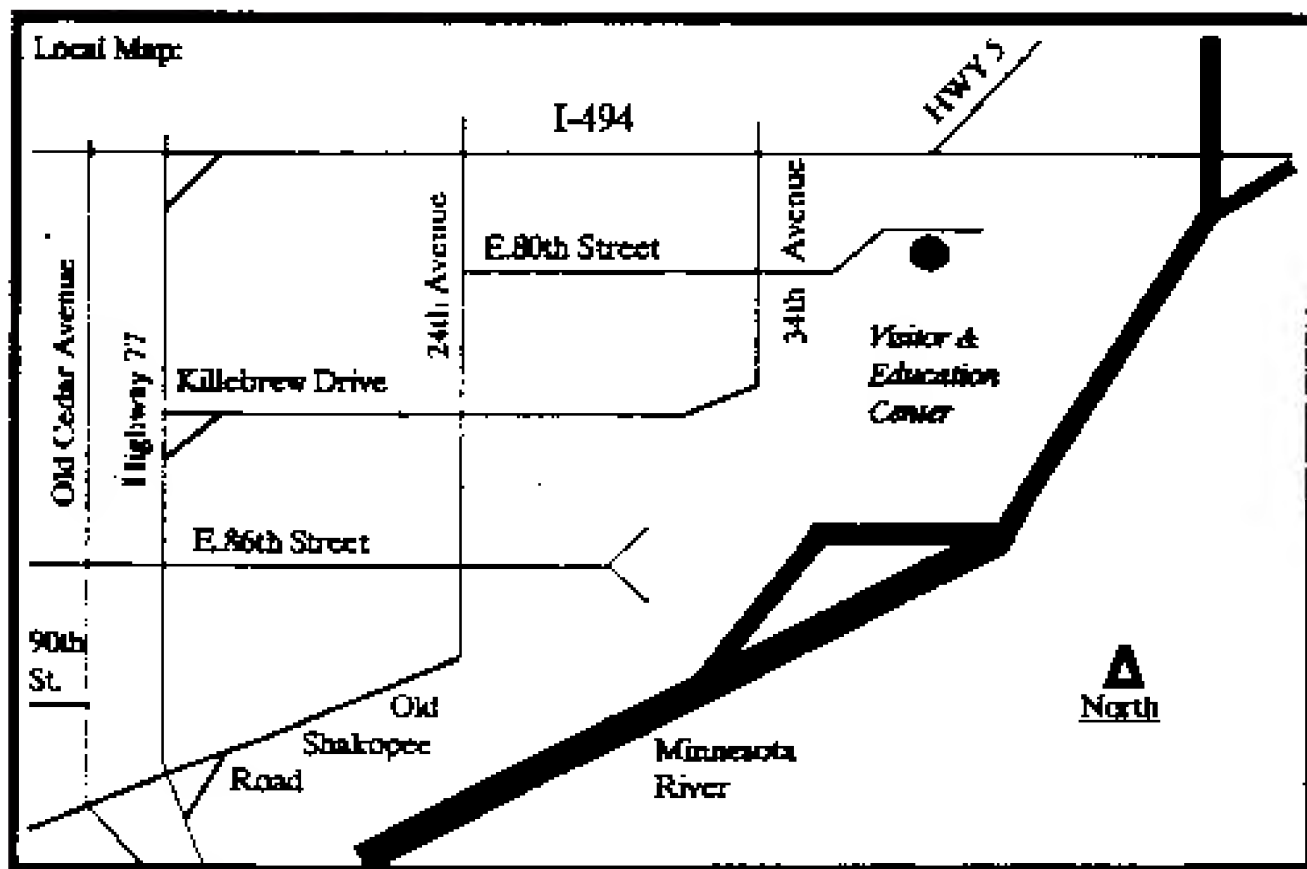 Local Map:
HWY 5
I-494
24th Avenue
34th Avenue
E.80th Street
Old Cedar Avenue
Highway 77
Visitor &
Education
Center
Killebrew Drive
E.86th Street
90th
St.
Old
Shakopee
Road
Minnesota
River
North